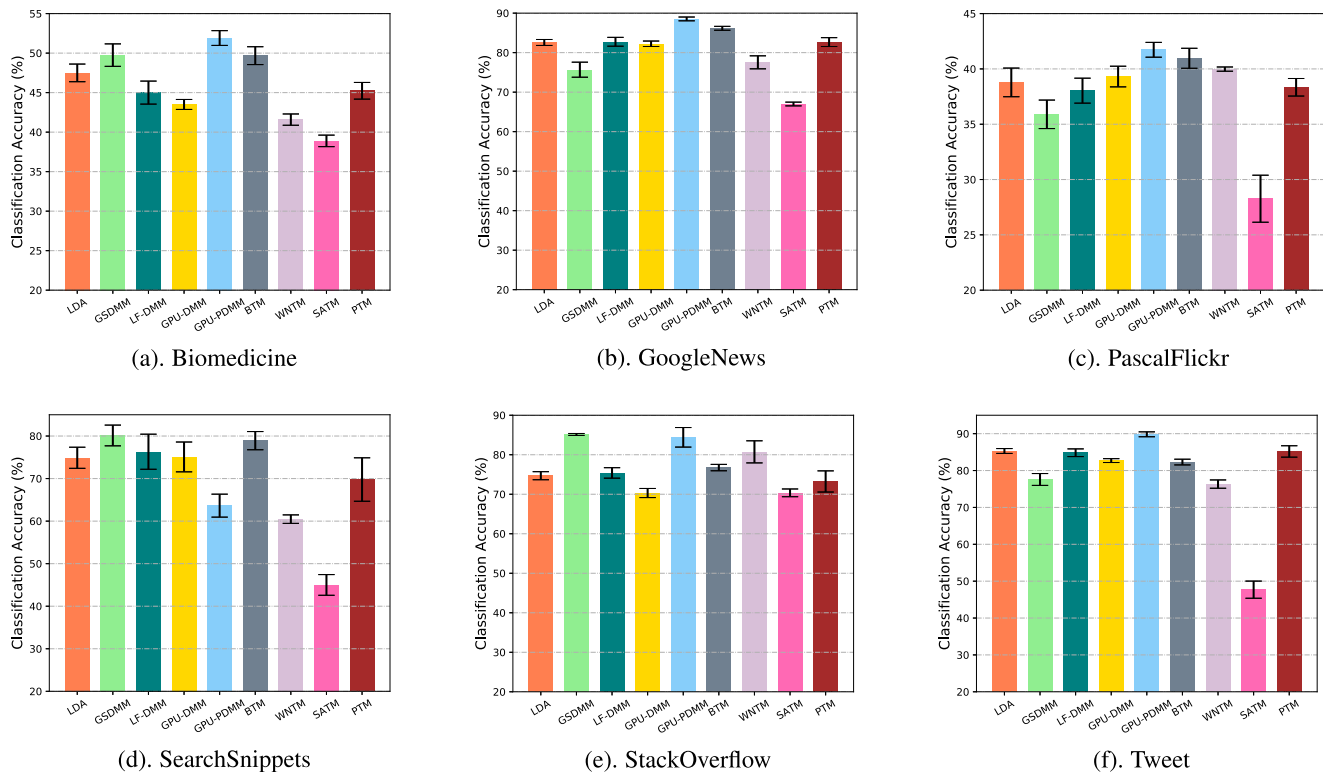 Classification Accuracy (%)
55
50
45
40
35
30
25
20
LDA
GSDMM
LF-DMM
GPU-DMM
GPU-PDMM
BTM
WNTM
SATM
PTM
(a). Biomedicine
Classification Accuracy (%)
90
80
70
60
50
40
30
20
LDA
GSDMM
LF-DMM
GPU-DMM
GPU-PDMM
BTM
WNTM
SATM
PTM
(b). GoogleNews
Classification Accuracy (%)
45
40
35
30
25
20
LDA
GSDMM
LF-DMM
GPU-DMM
GPU-PDMM
BTM
WNTM
SATM
PTM
(c). PascalFlickr
Classification Accuracy (%)
80
70
60
50
40
30
20
LDA
GSDMM
LF-DMM
GPU-DMM
GPU-PDMM
BTM
WNTM
SATM
PTM
(d). SearchSnippets
Classification Accuracy (%)
90
80
70
60
50
40
30
20
LDA
GSDMM
LF-DMM
GPU-DMM
GPU-PDMM
BTM
WNTM
SATM
PTM
(e). StackOverflow
Classification Accuracy (%)
90
80
70
60
50
40
30
20
LDA
GSDMM
LF-DMM
GPU-DMM
GPU-PDMM
BTM
WNTM
SATM
PTM
(f). Tweet